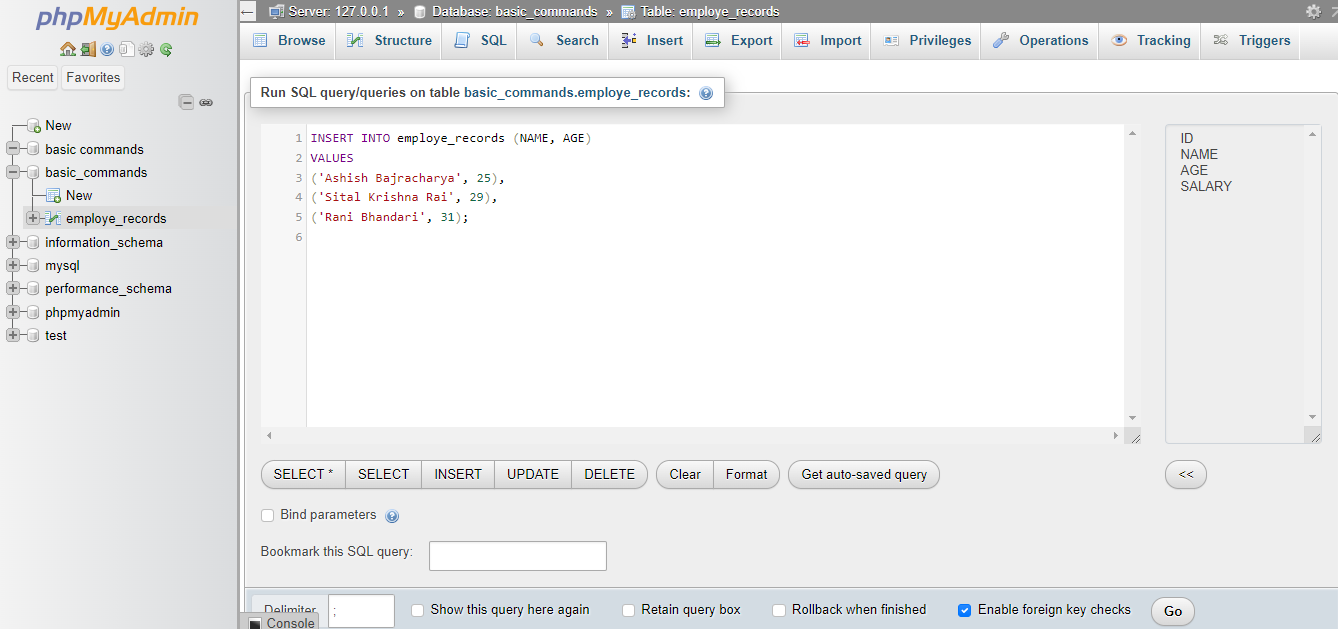 phpMyAdmin
Recent Favorites
New
basic commands
basic_commands
New
employe_records
information_schema
mysql
performance_schema
phpmyadmin
test
Server: 127.0.0.1 » Database: basic_commands » Table: employe_records
Browse Structure SQL Search Insert Export Import Privileges Operations Tracking Triggers
Run SQL query/queries on table basic_commands.employe_records:
1 INSERT INTO employe_records (NAME, AGE)
2 VALUES
3 ('Ashish Bajracharya', 25),
4 ('Sital Krishna Rai', 29),
5 ('Rani Bhandari', 31);
6
ID
NAME
AGE
SALARY
SELECT * SELECT INSERT UPDATE DELETE Clear Format Get auto-saved query <<
Bind parameters
Bookmark this SQL query:
Delimiter ; Show this query here again Retain query box Rollback when finished Enable foreign key checks Go
Console